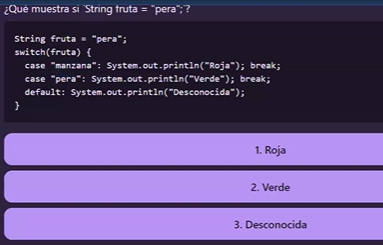 ¿Qué muestra si `String fruta = "pera";`?
String fruta = "pera";
switch(fruta) {
  case "manzana": System.out.println("Roja"); break;
  case "pera": System.out.println("Verde"); break;
  default: System.out.println("Desconocida");
}
1. Roja
2. Verde
3. Desconocida